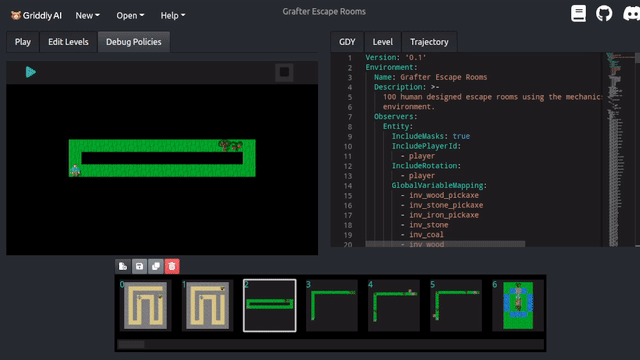 Grafter Escape Rooms
Griddly AI New Open Help
Play Edit Levels Debug Policies
GDY Level Trajectory
1 Version: '0.1'
2 Environment:
3 Name: Grafter Escape Rooms
4 Description: >-
5 100 human designed escape rooms using the mechanic
6 environment.
7 Observers:
8 Entity:
9 IncludeMasks: true
10 IncludePlayerId:
11 - player
12 IncludeRotation:
13 - player
14 GlobalVariableMapping:
15 - inv_wood_pickaxe
16 - inv_stone_pickaxe
17 - inv_iron_pickaxe
18 - inv_stone
19 - inv_coal
20 - inv_wood
0 1 2 3 4 5 6